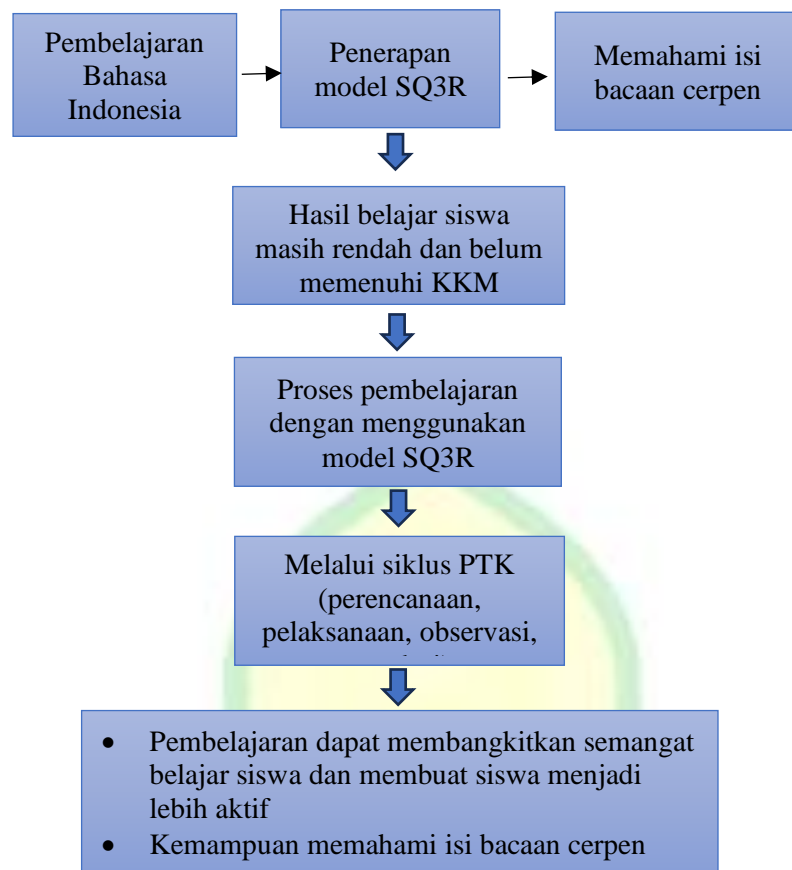 Pembelajaran
Bahasa
Indonesia
Penerapan
model SQ3R
Memahami isi
bacaan cerpen
Hasil belajar siswa
masih rendah dan belum
memenuhi KKM
Proses pembelajaran
dengan menggunakan
model SQ3R
Melalui siklus PTK
(perencanaan,
pelaksanaan, observasi,
• Pembelajaran dapat membangkitkan semangat
belajar siswa dan membuat siswa menjadi
lebih aktif
• Kemampuan memahami isi bacaan cerpen